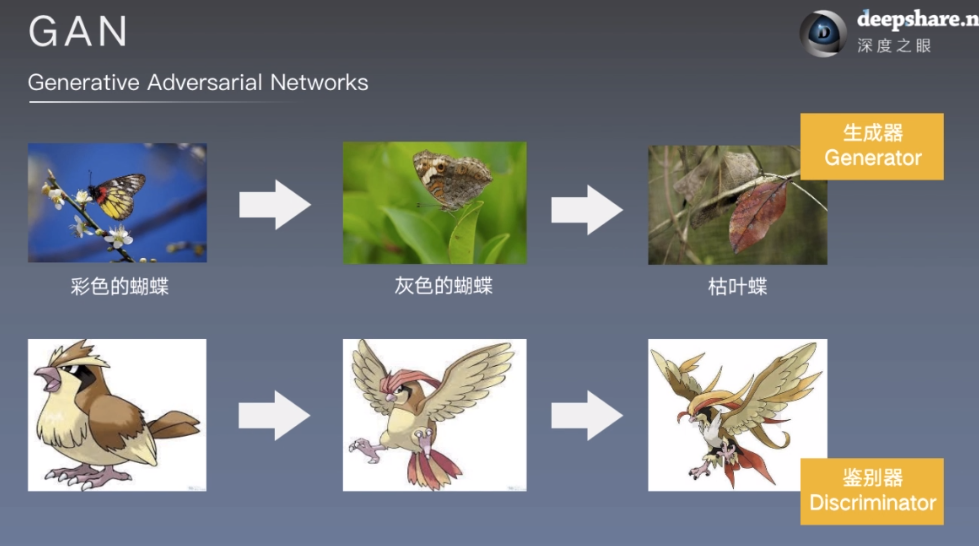 GAN
deepshare.n
深度之眼
Generative Adversarial Networks
生成器
Generator
彩色的蝴蝶
灰色的蝴蝶
枯叶蝶
鉴别器
Discriminator